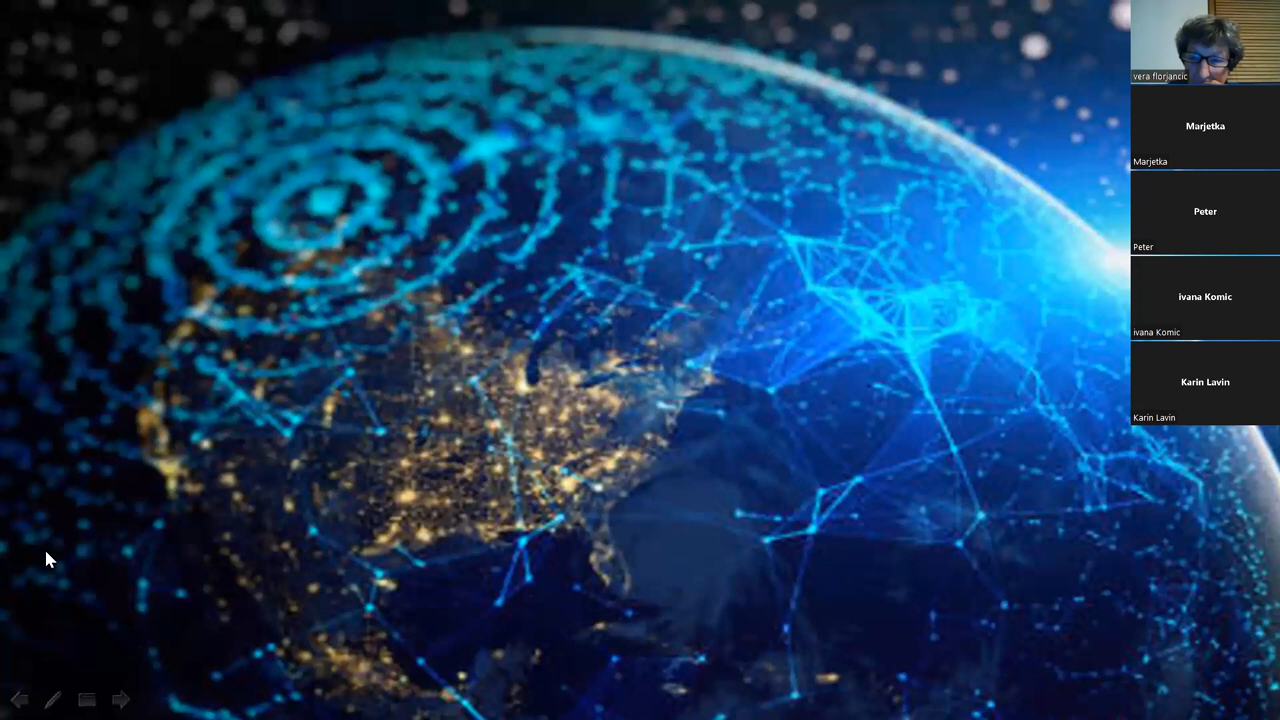 vera florjancic
Marjetka
Marjetka
Peter
Peter
ivana Komic
ivana Komic
Karin Lavin
Karin Lavin